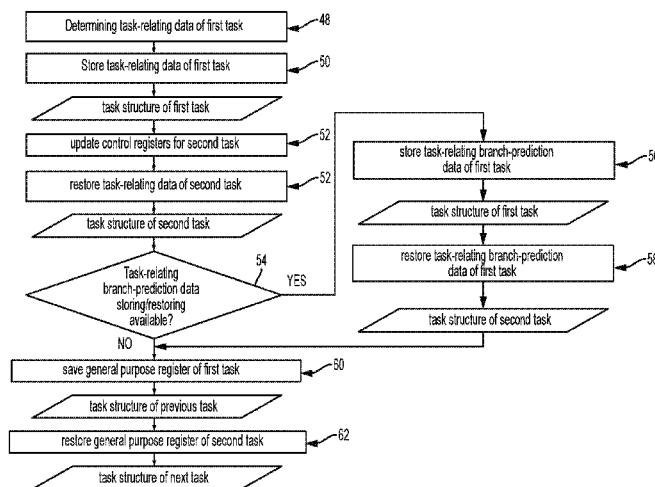 Determining task-relating data of first task
48
Store task-relating data of first task
50
task structure of first task
update control registers for second task
52
restore task-relating data of second task
52
task structure of second task
54
Task-relating
branch-prediction data
storing/restoring
available?
YES
NO
store task-relating branch-prediction
data of first task
56
task structure of first task
restore task-relating branch-prediction
data of first task
58
task structure of second task
save general purpose register of first task
60
task structure of previous task
restore general purpose register of second task
62
task structure of next task